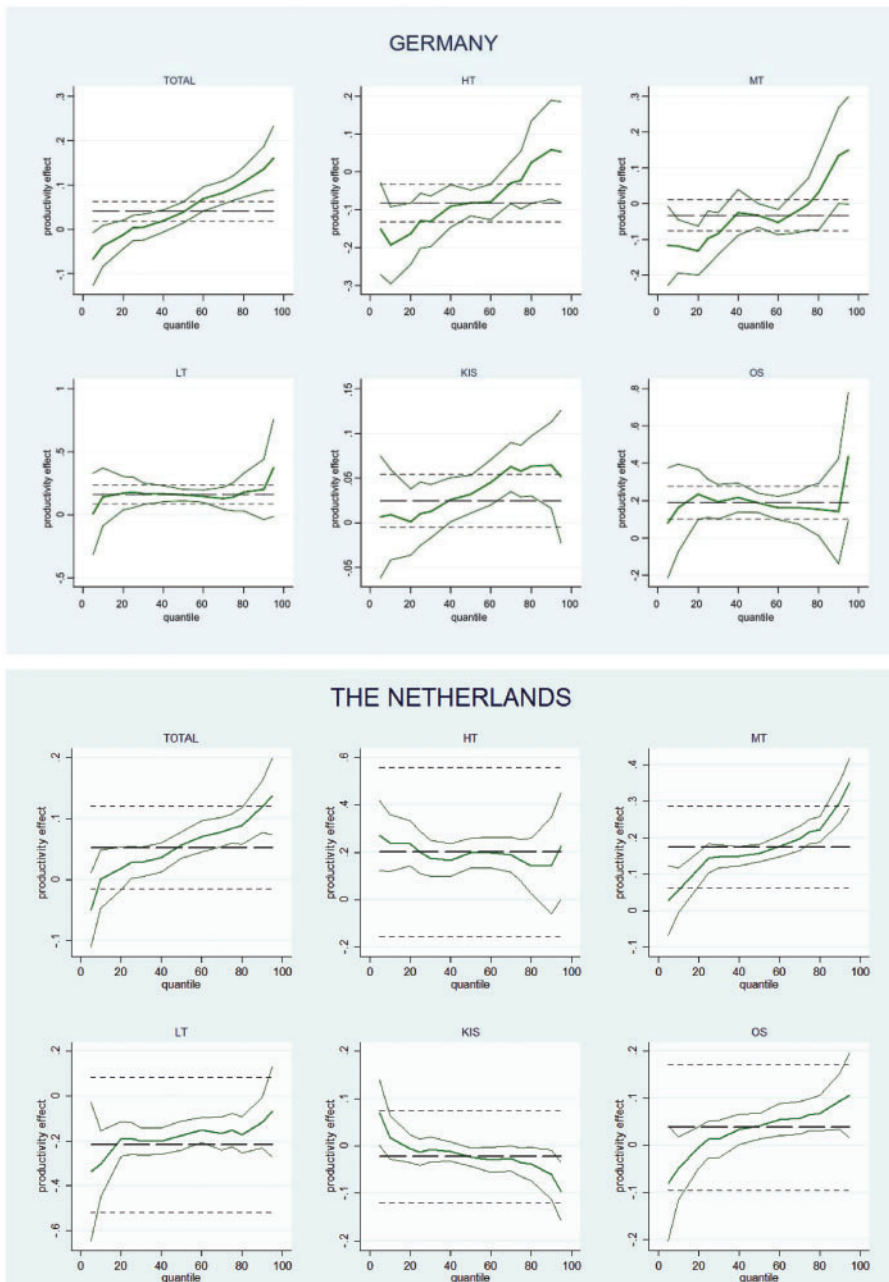 GERMANY
TOTAL
productivity effect
.3
.2
.1
0
-.1
0 20 40 60 80 100
quantile
HT
productivity effect
.2
.1
0
-.1
-.2
-.3
0 20 40 60 80 100
quantile
MT
productivity effect
.3
.2
.1
0
-.1
-.2
0 20 40 60 80 100
quantile
LT
productivity effect
1
.5
0
-.5
0 20 40 60 80 100
quantile
KIS
productivity effect
.15
.1
.05
0
-.05
0 20 40 60 80 100
quantile
OS
productivity effect
.8
.6
.4
.2
0
-.2
0 20 40 60 80 100
quantile
THE NETHERLANDS
TOTAL
productivity effect
.2
.1
0
-.1
0 20 40 60 80 100
quantile
HT
productivity effect
.6
.4
.2
0
-.2
0 20 40 60 80 100
quantile
MT
productivity effect
.4
.3
.2
.1
0
-.1
0 20 40 60 80 100
quantile
LT
productivity effect
.2
0
-.2
-.4
-.6
0 20 40 60 80 100
quantile
KIS
productivity effect
.2
.1
0
-.1
-.2
0 20 40 60 80 100
quantile
OS
productivity effect
.2
.1
0
-.1
-.2
0 20 40 60 80 100
quantile